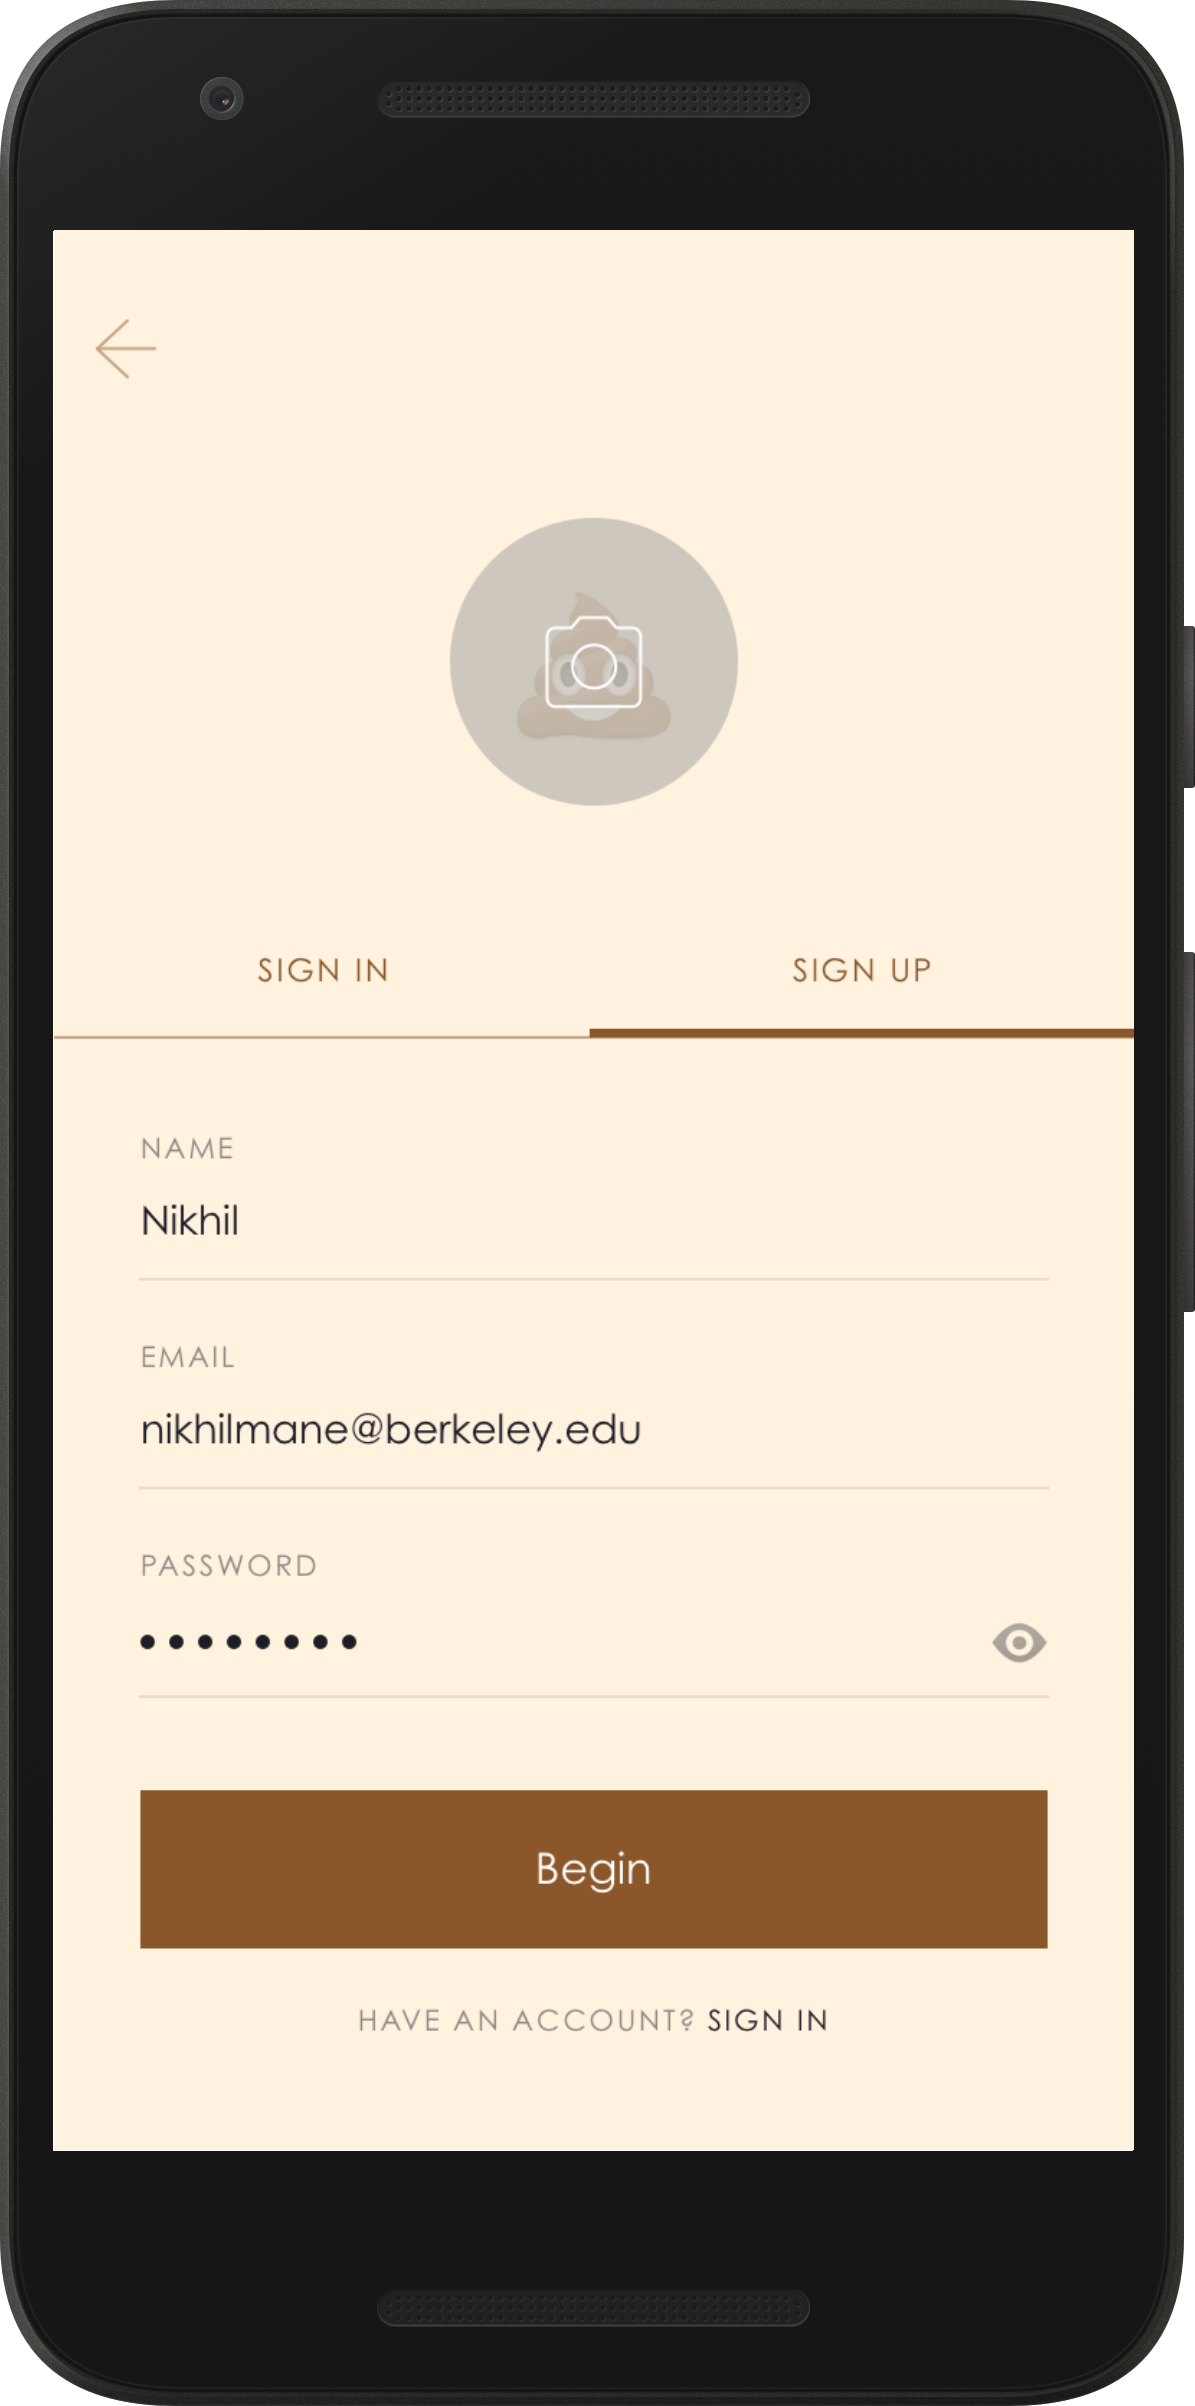 SIGN IN
SIGN UP
NAME
Nikhil
EMAIL
nikhilmane@berkeley.edu
PASSWORD
••••••••
Begin
HAVE AN ACCOUNT? SIGN IN